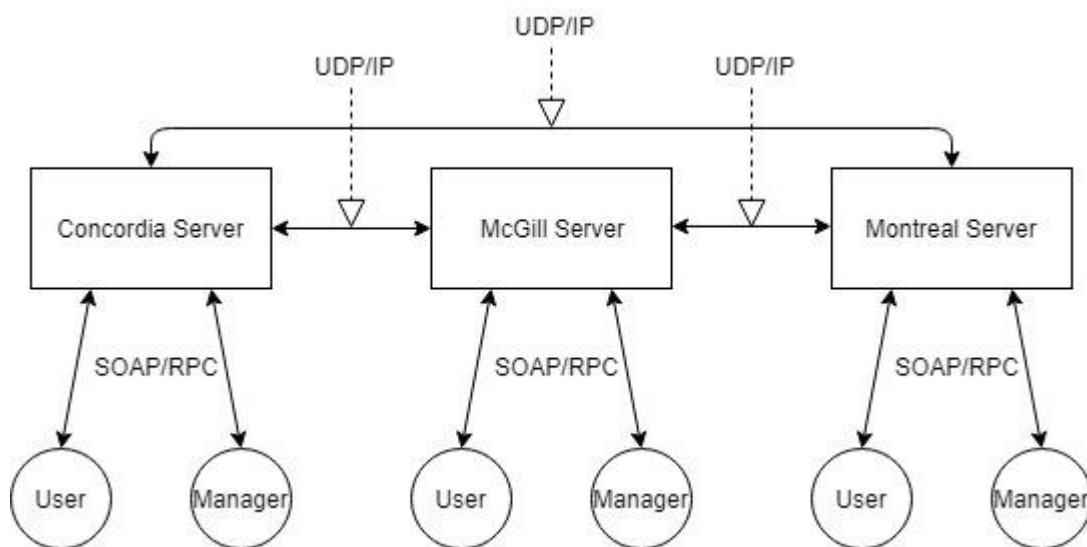 UDP/IP
UDP/IP
UDP/IP
Concordia Server
McGill Server
Montreal Server
SOAP/RPC
SOAP/RPC
SOAP/RPC
User
Manager
User
Manager
User
Manager